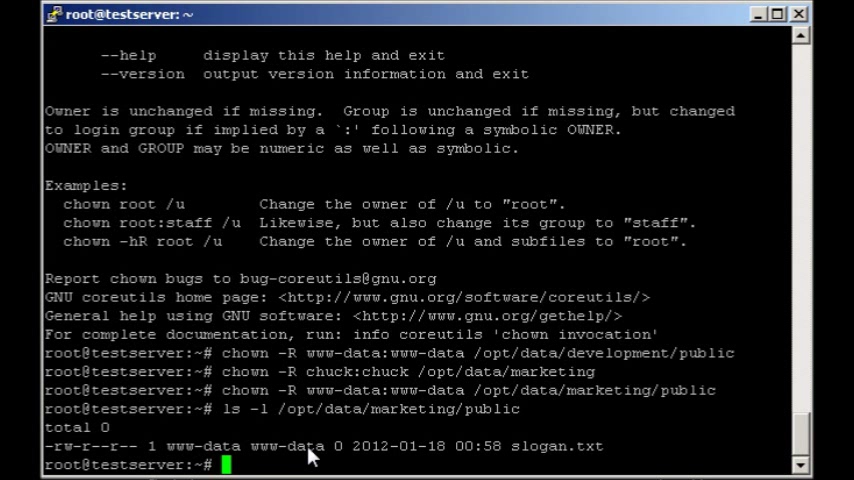 root@testserver: ~
--help display this help and exit
--version output version information and exit
Owner is unchanged if missing. Group is unchanged if missing, but changed
to login group if implied by a `:' following a symbolic OWNER.
OWNER and GROUP may be numeric as well as symbolic.
Examples:
chown root /u Change the owner of /u to "root".
chown root:staff /u Likewise, but also change its group to "staff".
chown -hR root /u Change the owner of /u and subfiles to "root".
Report chown bugs to bug-coreutils@gnu.org
GNU coreutils home page: <http://www.gnu.org/software/coreutils/>
General help using GNU software: <http://www.gnu.org/gethelp/>
For complete documentation, run: info coreutils 'chown invocation'
root@testserver:~# chown -R www-data:www-data /opt/data/development/public
root@testserver:~# chown -R chuck:chuck /opt/data/marketing
root@testserver:~# chown -R www-data:www-data /opt/data/marketing/public
root@testserver:~# ls -l /opt/data/marketing/public
total 0
-rw-r--r-- 1 www-data www-data 0 2012-01-18 00:58 slogan.txt
root@testserver:~#